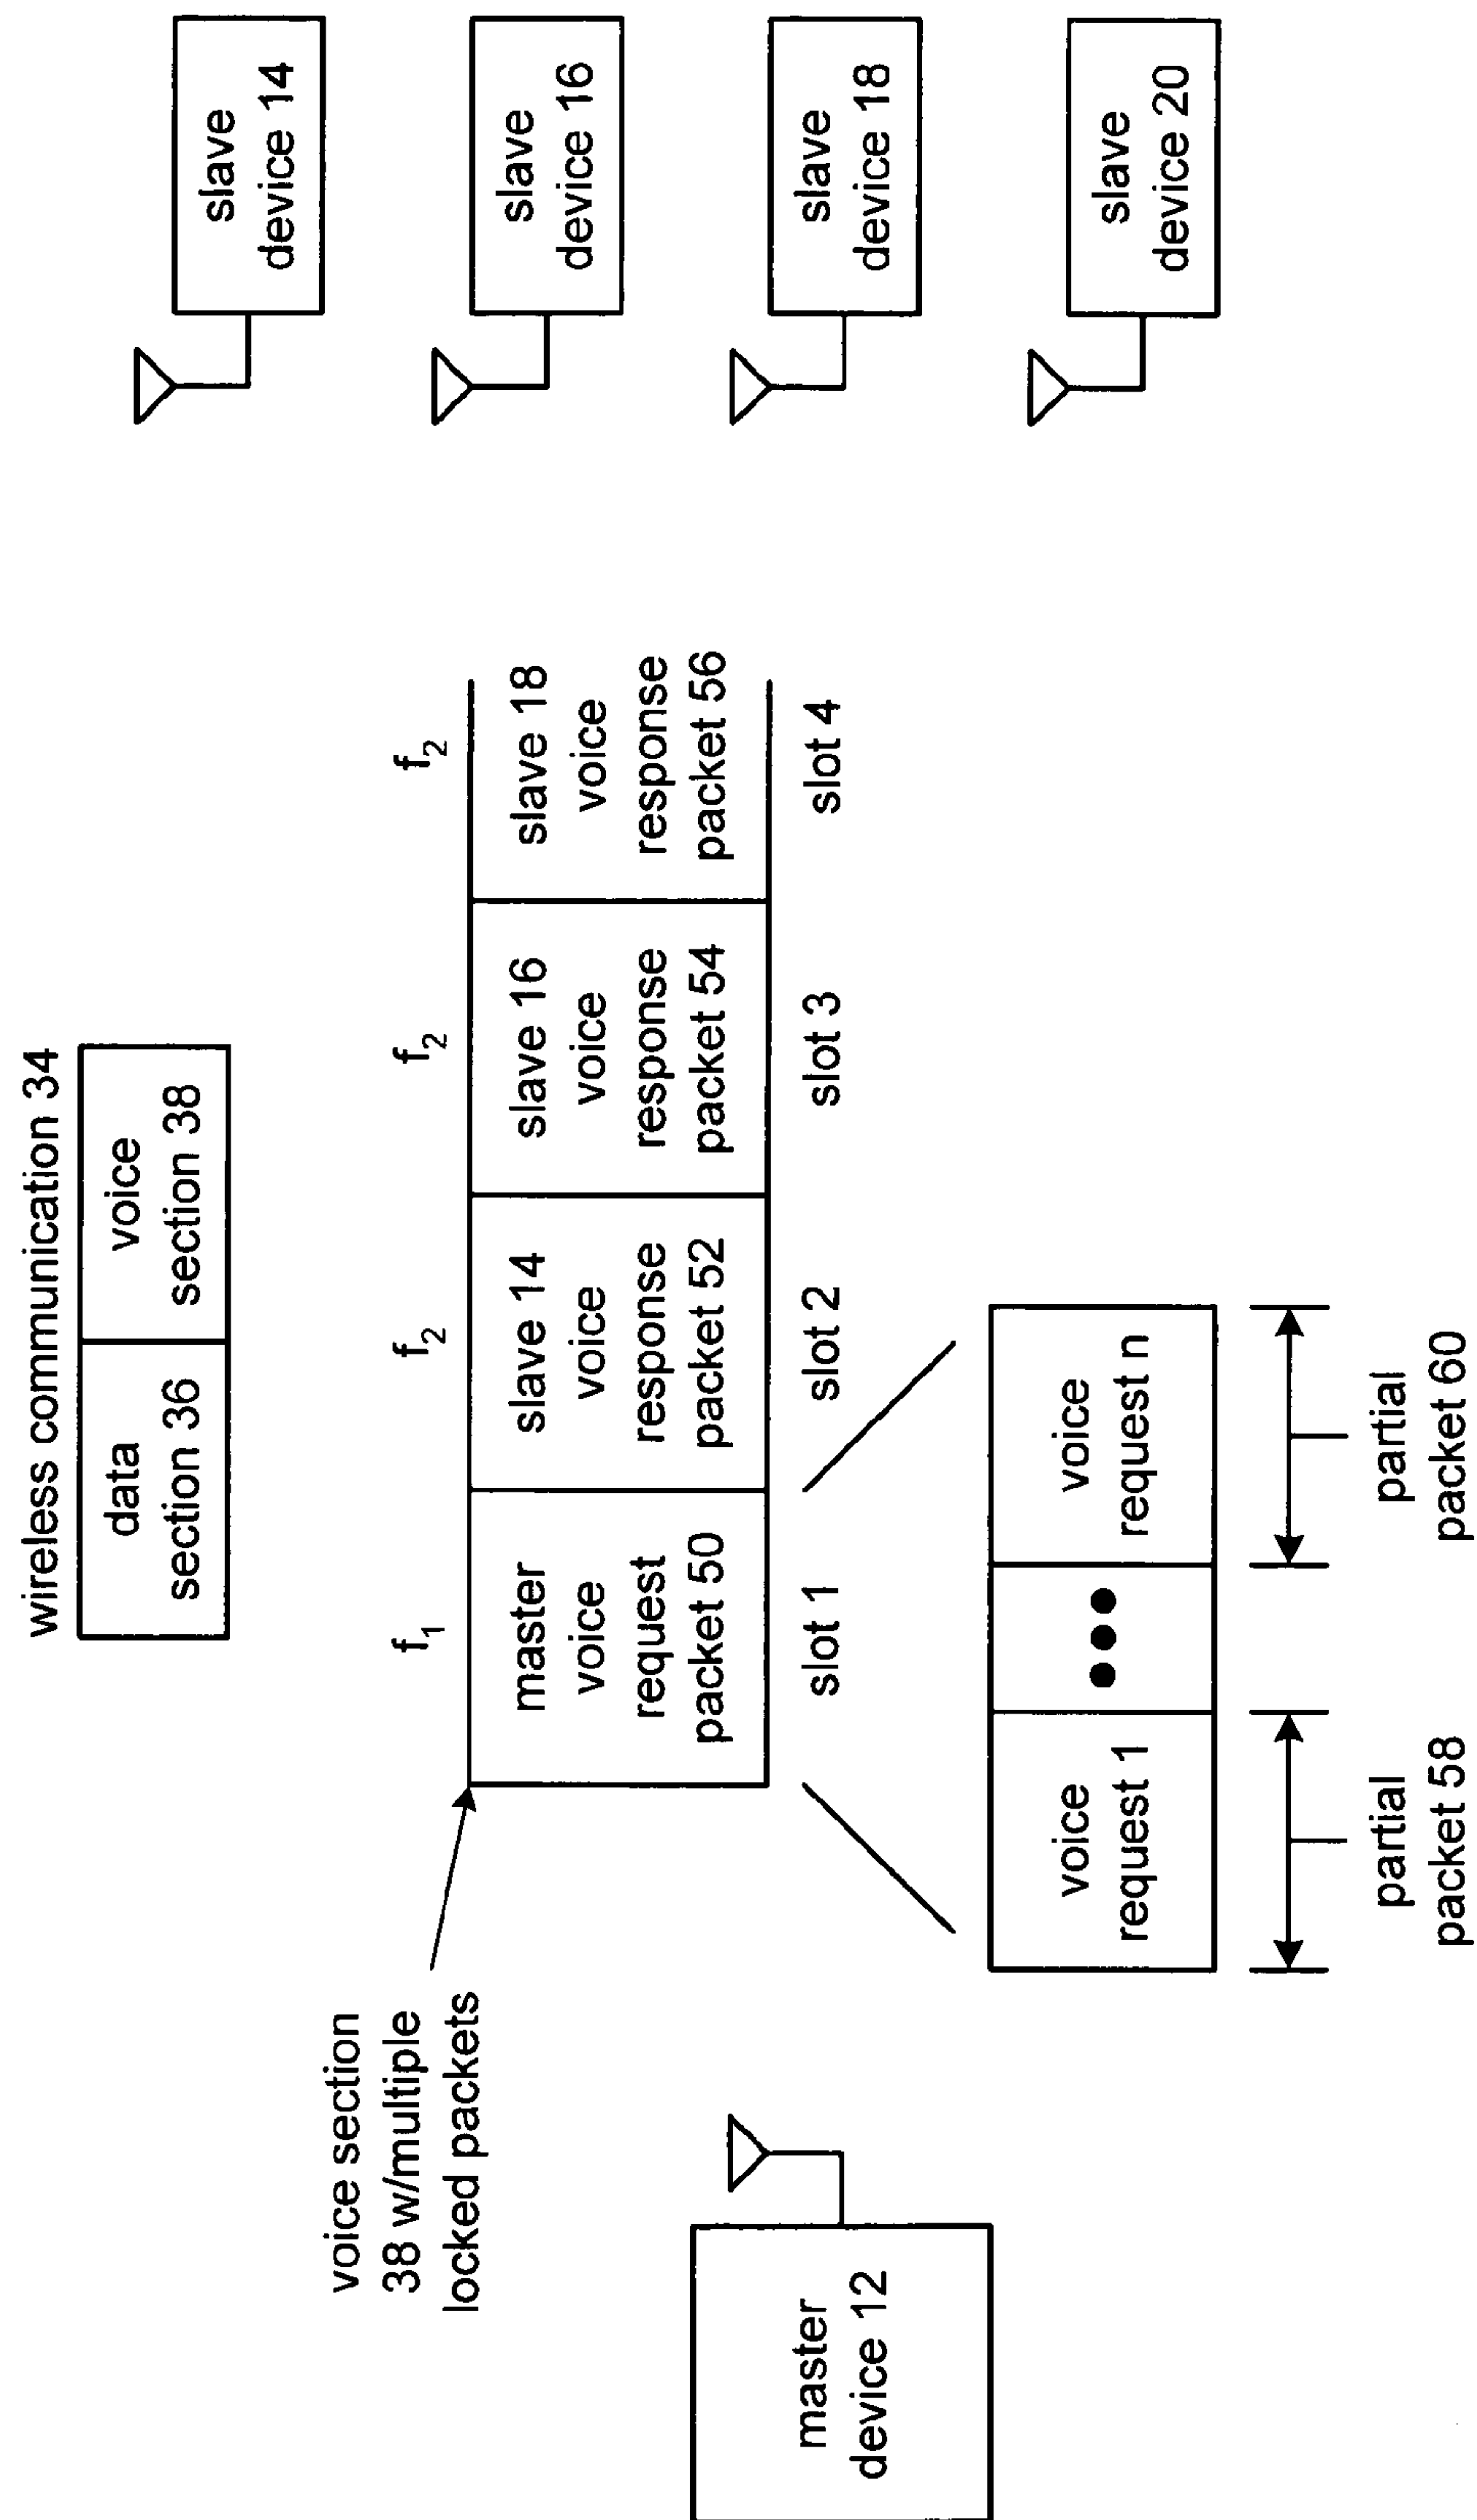 wireless communication 34
data
section 36
voice
section 38
voice section
38 w/multiple
locked packets
f1
f2
f2
f2
master
voice
request
packet 50
slave 14
voice
response
packet 52
slave 16
voice
response
packet 54
slave 18
voice
response
packet 56
slot 1
slot 2
slot 3
slot 4
master
device 12
voice
request 1
voice
request n
partial
packet 58
partial
packet 60
slave
device 14
slave
device 16
slave
device 18
slave
device 20